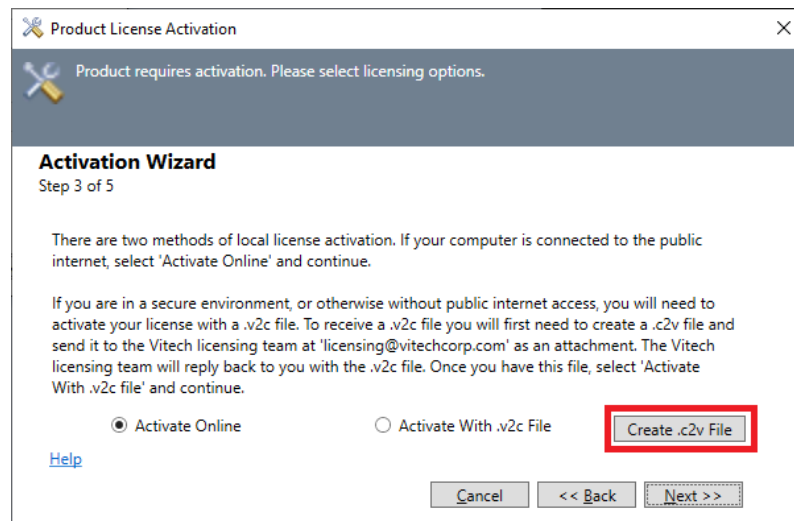 Product License Activation
Product requires activation. Please select licensing options.
Activation Wizard
Step 3 of 5
There are two methods of local license activation. If your computer is connected to the public
internet, select 'Activate Online' and continue.
If you are in a secure environment, or otherwise without public internet access, you will need to
activate your license with a .v2c file. To receive a .v2c file you will first need to create a .c2v file and
send it to the Vitech licensing team at 'licensing@vitechcorp.com' as an attachment. The Vitech
licensing team will reply back to you with the .v2c file. Once you have this file, select 'Activate
With .v2c file' and continue.
Activate Online Activate With .v2c File Create .c2v File
Help
Cancel << Back Next >>